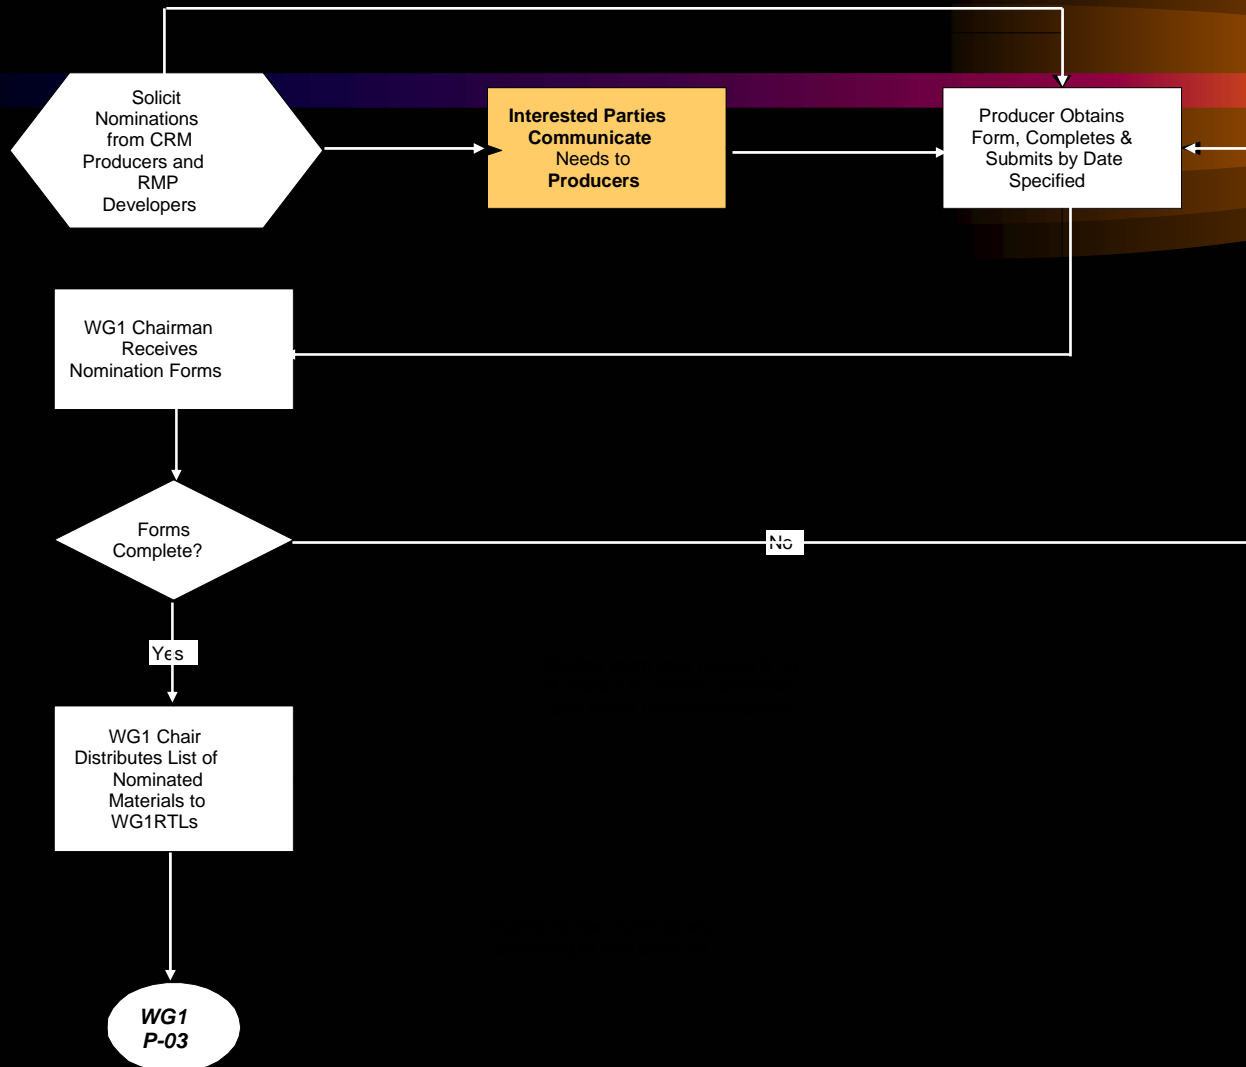 Solicit
Nominations
from CRM
Producers and
RMP
Developers
Interested Parties
Communicate
Needs to
Producers
Producer Obtains
Form, Completes &
Submits by Date
Specified
WG1 Chairman
Receives
Nomination Forms
Forms
Complete?
No
Yes
WG1 Chair
Distributes List of
Nominated
Materials to
WG1RTLs
WG1
P-03